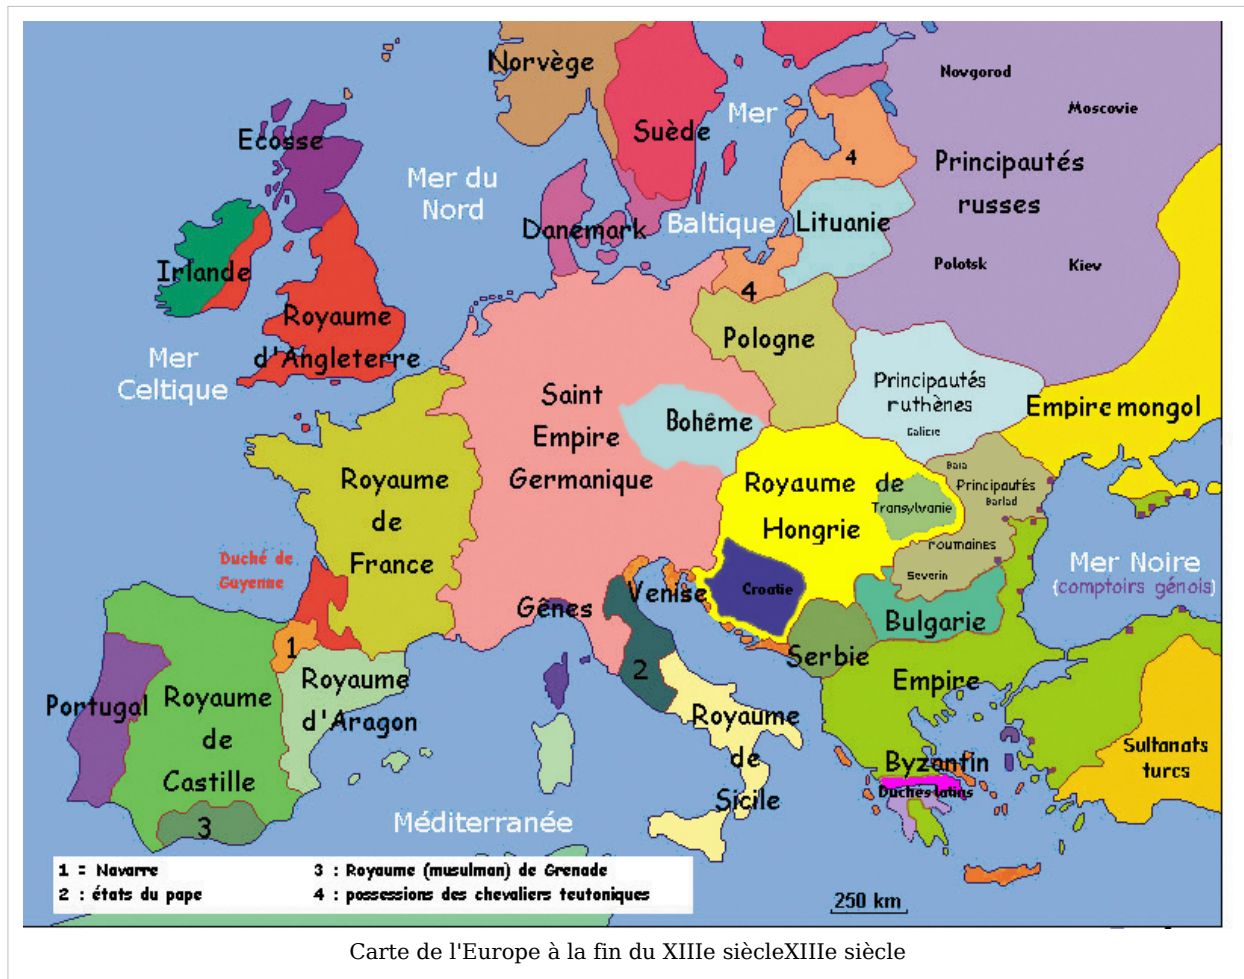 Norvège
Suède
Mer
Baltique
Novgorod
Moscovie
Principautés
russes
Polotsk
Kiev
Ecosse
Mer du
Nord
Danemark
4
Lituanie
Irlande
Royaume
d'Angleterre
Mer
Celtique
4
Pologne
Saint
Empire
Germanique
Bohême
Principautés
ruthènes
Galicie
Empire mongol
Royaume
de
France
Royaume de
Hongrie
Transylvanie
Baia
Principautés
Barlad
roumaines
Severin
Duché de
Guyenne
Gênes
Venise
Croatie
Mer Noire
(comptoirs génois)
Bulgarie
Serbie
1
2
Portugal
Royaume
de
Castille
Royaume
d'Aragon
Royaume
de
Sicile
Empire
Byzantin
Duchés latins
Sultanats
turcs
3
Méditerranée
1 = Navarre
2 : états du pape
3 : Royaume (musulman) de Grenade
4 : possessions des chevaliers teutoniques
250 km
Carte de l'Europe à la fin du XIIIe siècleXIIIe siècle